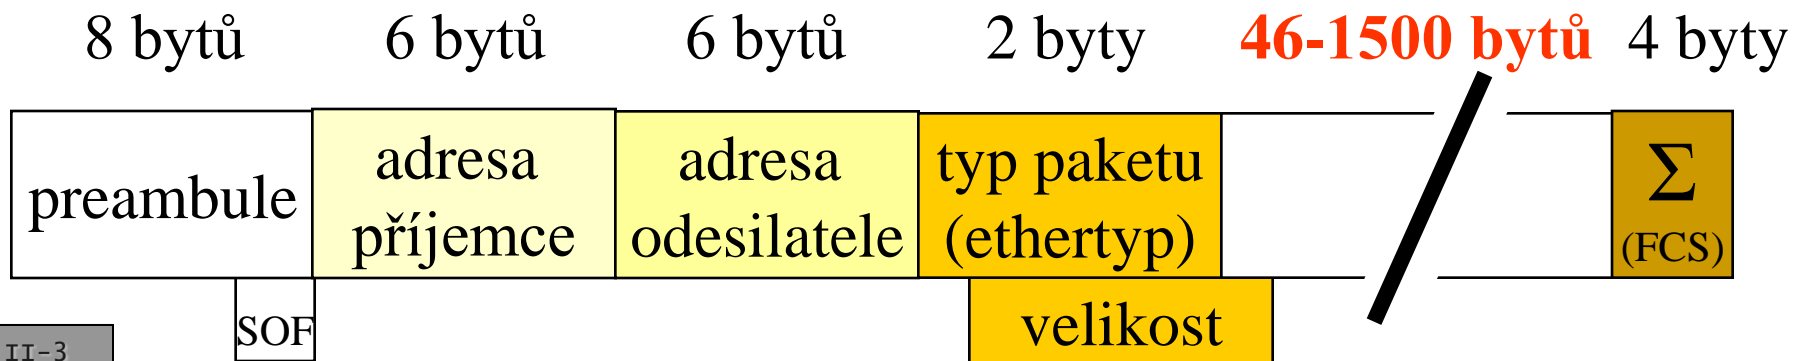 8 bytů 6 bytů 6 bytů 2 byty 46-1500 bytů 4 byty
preambule
adresa
příjemce
adresa
odesilatele
typ paketu
(ethertyp)
Σ
(FCS)
SOF
velikost
II-3